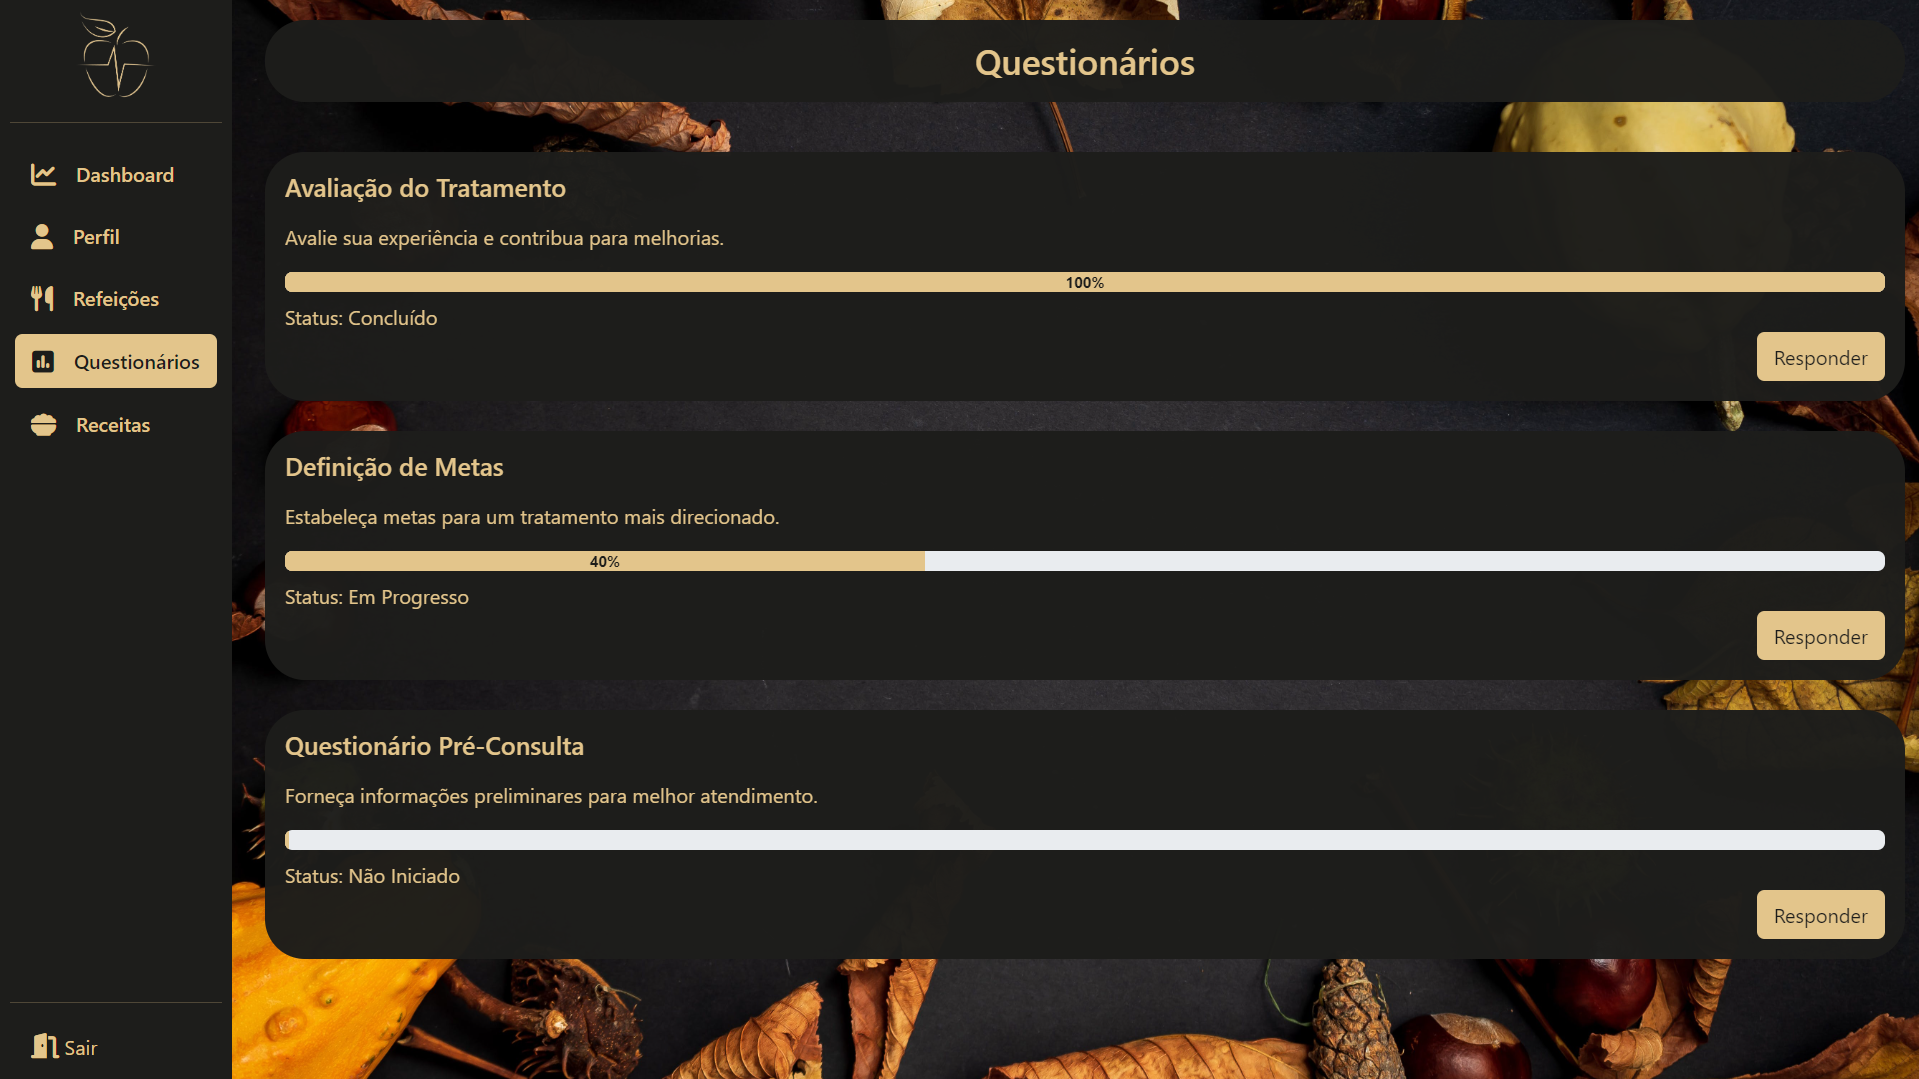 Dashboard
Perfil
Refeições
Questionários
Receitas
Sair
Questionários
Avaliação do Tratamento
Avalie sua experiência e contribua para melhorias.
100%
Status: Concluído
Responder
Definição de Metas
Estabeleça metas para um tratamento mais direcionado.
40%
Status: Em Progresso
Responder
Questionário Pré-Consulta
Forneça informações preliminares para melhor atendimento.
Status: Não Iniciado
Responder